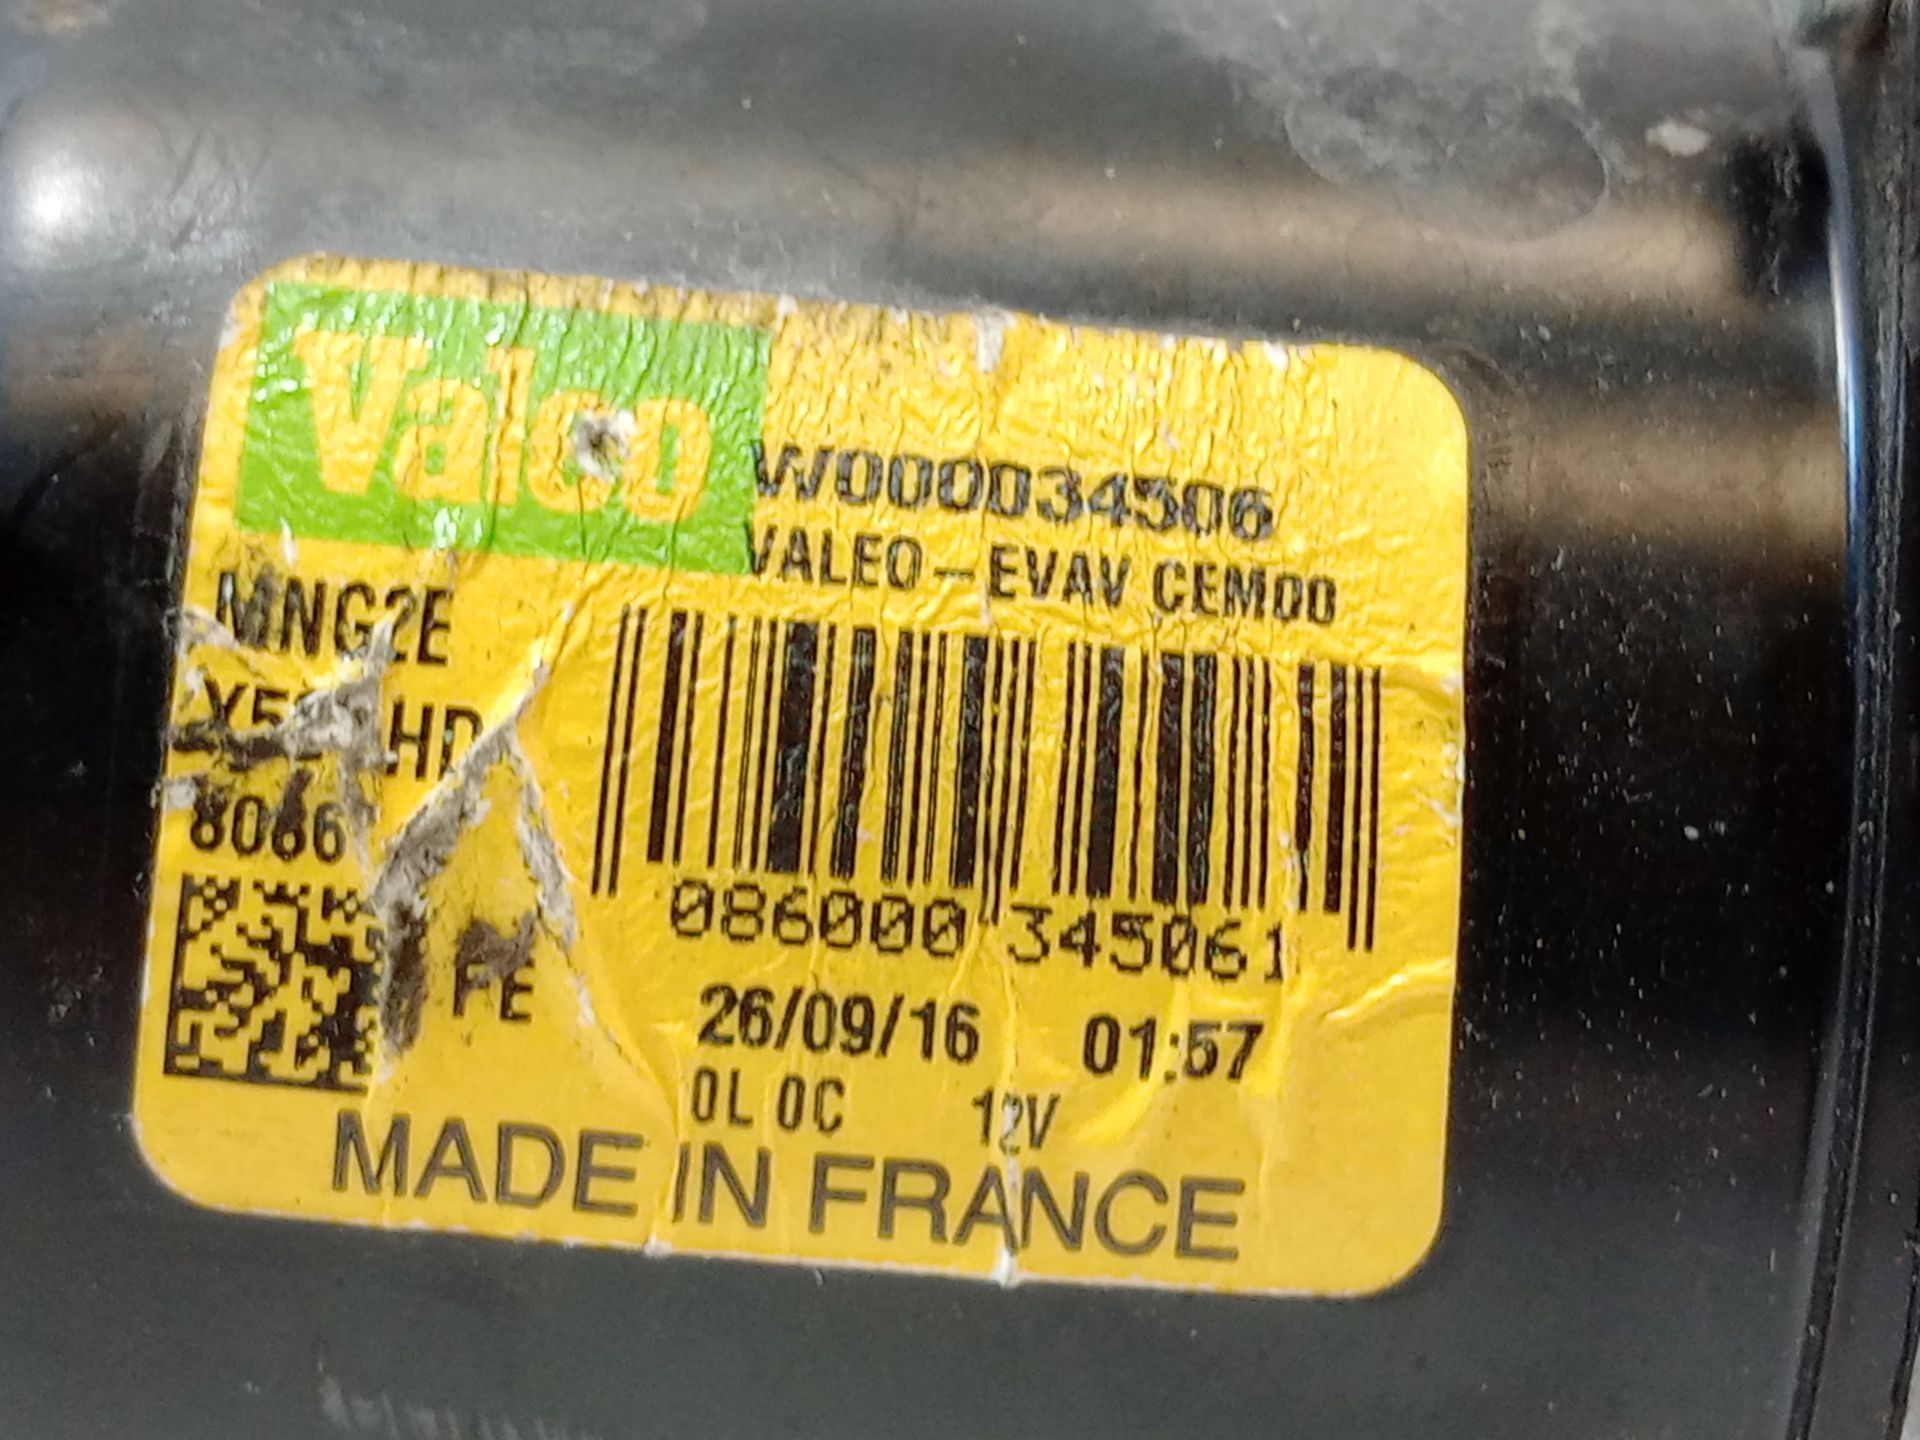 Valeo
W000034506
VALEO-EVAV CEM00
MNG2E
8066
086000 345061
PE
26/09/16 01:57
0L 0C 12V
MADE IN FRANCE